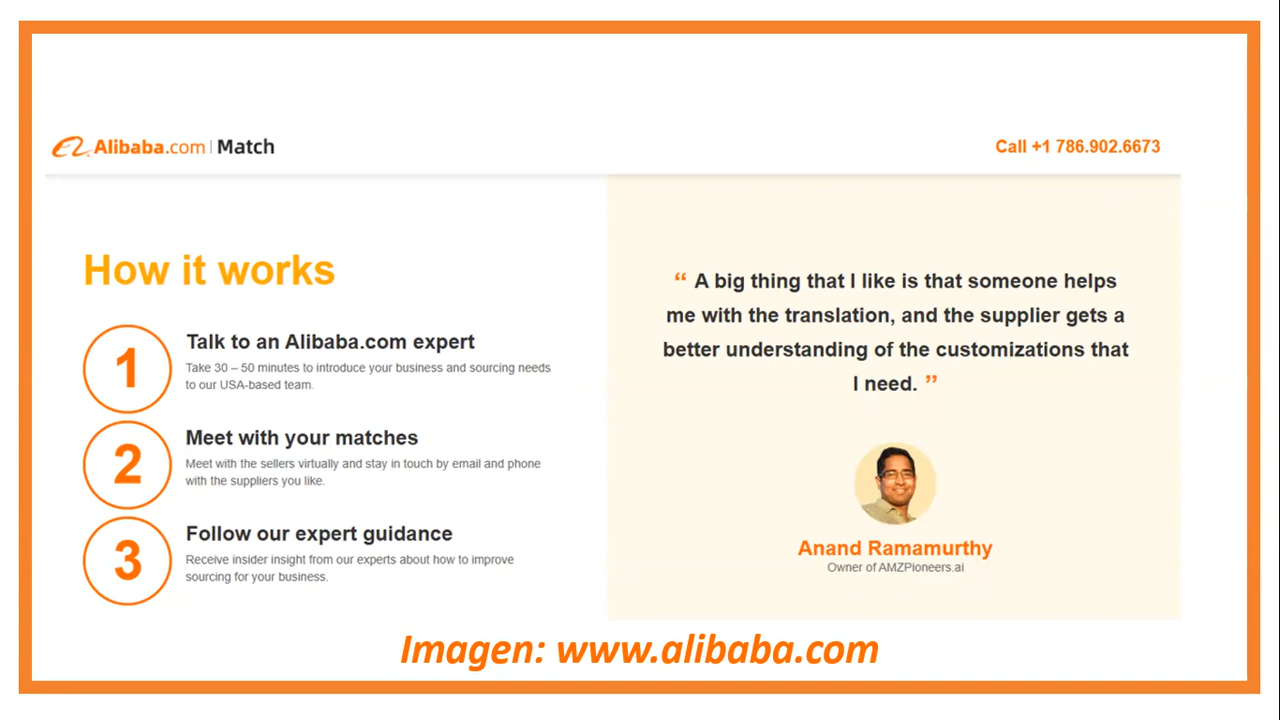 Alibaba.com | Match
Call +1 786.902.6673
How it works
1
Talk to an Alibaba.com expert
Take 30 – 50 minutes to introduce your business and sourcing needs
to our USA-based team.
2
Meet with your matches
Meet with the sellers virtually and stay in touch by email and phone
with the suppliers you like.
3
Follow our expert guidance
Receive insider insight from our experts about how to improve
sourcing for your business.
“ A big thing that I like is that someone helps
me with the translation, and the supplier gets a
better understanding of the customizations that
I need. ”
Anand Ramamurthy
Owner of AMZPioneers.ai
Imagen: www.alibaba.com